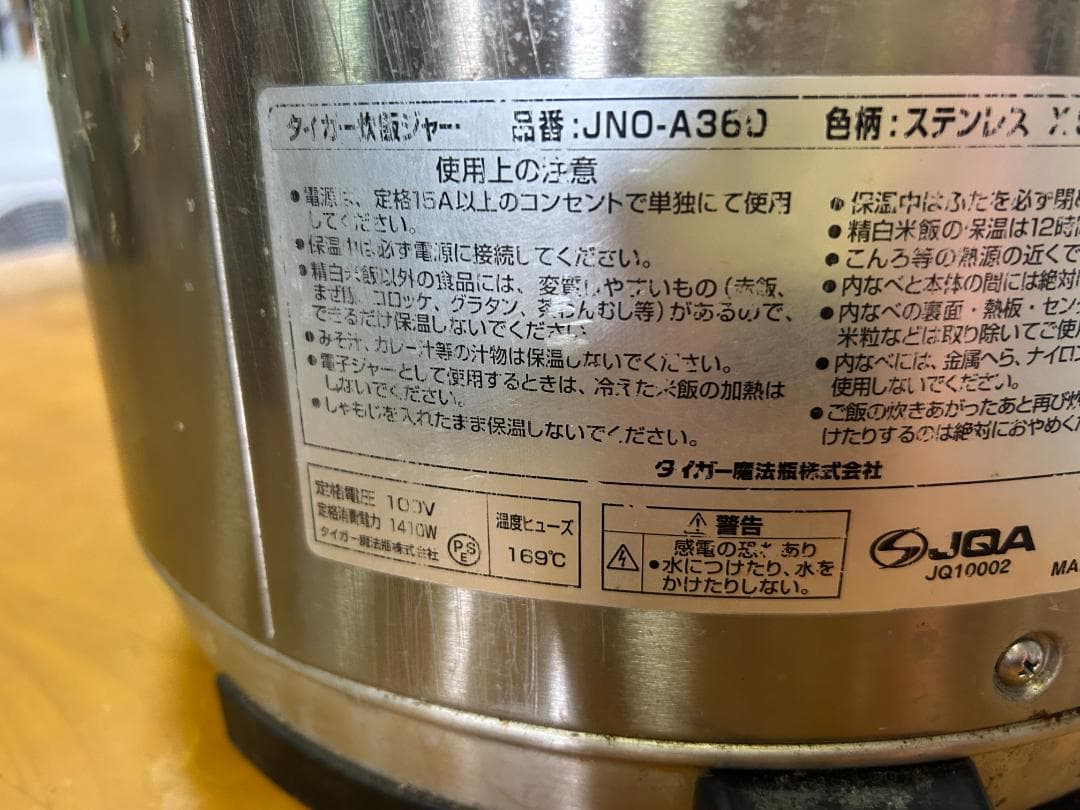 タイガー炊飯ジャー 品番:JNO-A360 色柄:ステンレス
使用上の注意
●電源は、定格15A以上のコンセントで単独にて使用
してください。
●保温中は必ず電源に接続してください。
●精白米飯以外の食品には、変質しやすいもの(赤飯、
まぜ飯、コロッケ、グラタン、茶わんむし等)があるので、
できるだけ保温しないでください。
●みそ汁、カレー汁等の汁物は保温しないでください。
●電子ジャーとして使用するときは、冷えた米飯の加熱は
しないでください。
●しゃもじを入れたまま保温しないでください。
●保温中はふたを必ず閉
●精白米飯の保温は12時
●こんろ等の熱源の近くで
●内なべと本体の間には絶対
●内なべの裏面・熱板・セン
米粒などは取り除いてご使
●内なべには、金属へら、ナイロ
使用しないでください。
●ご飯の炊きあがったあと再び炊
けたりするのは絶対におやめく
タイガー魔法瓶株式会社
定格電圧 100V
定格消費電力 1410W
タイガー魔法瓶株式会社 PSE
温度ヒューズ
169℃
⚠警告
感電の恐れあり
●水につけたり、水を
かけたりしない。
JQA
JQ10002
MA